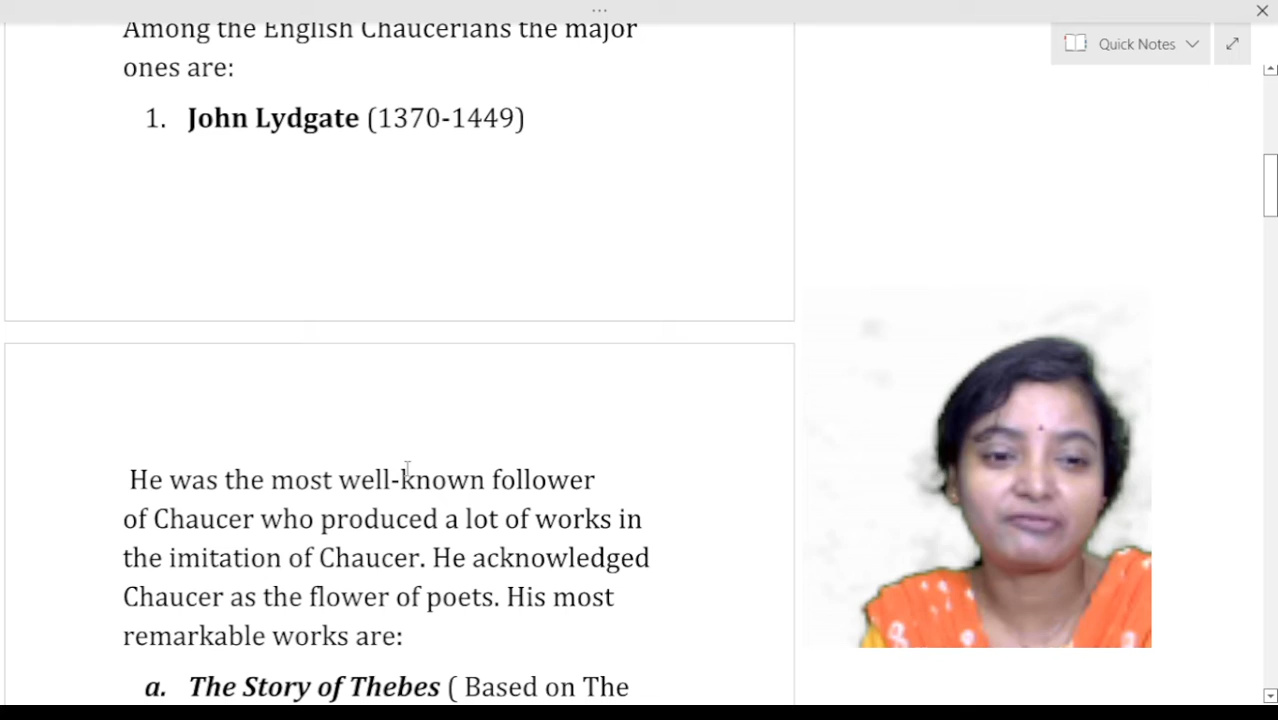 Among the English Chaucerians the major
ones are:
1. John Lydgate (1370-1449)
Quick Notes
He was the most well-known follower
of Chaucer who produced a lot of works in
the imitation of Chaucer. He acknowledged
Chaucer as the flower of poets. His most
remarkable works are:
a. The Story of Thebes ( Based on The